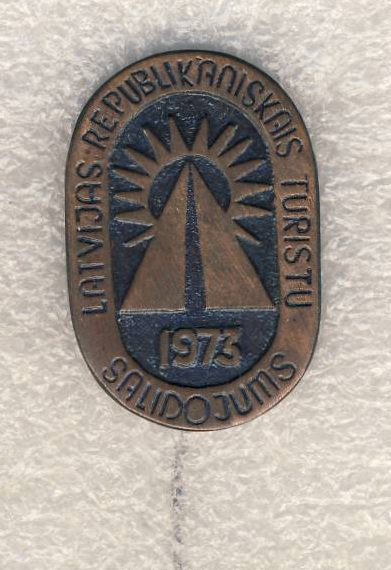 LATVIJAS REPUBLIKĀNISKAIS TŪRISTU
SALIDOJUMS
1973